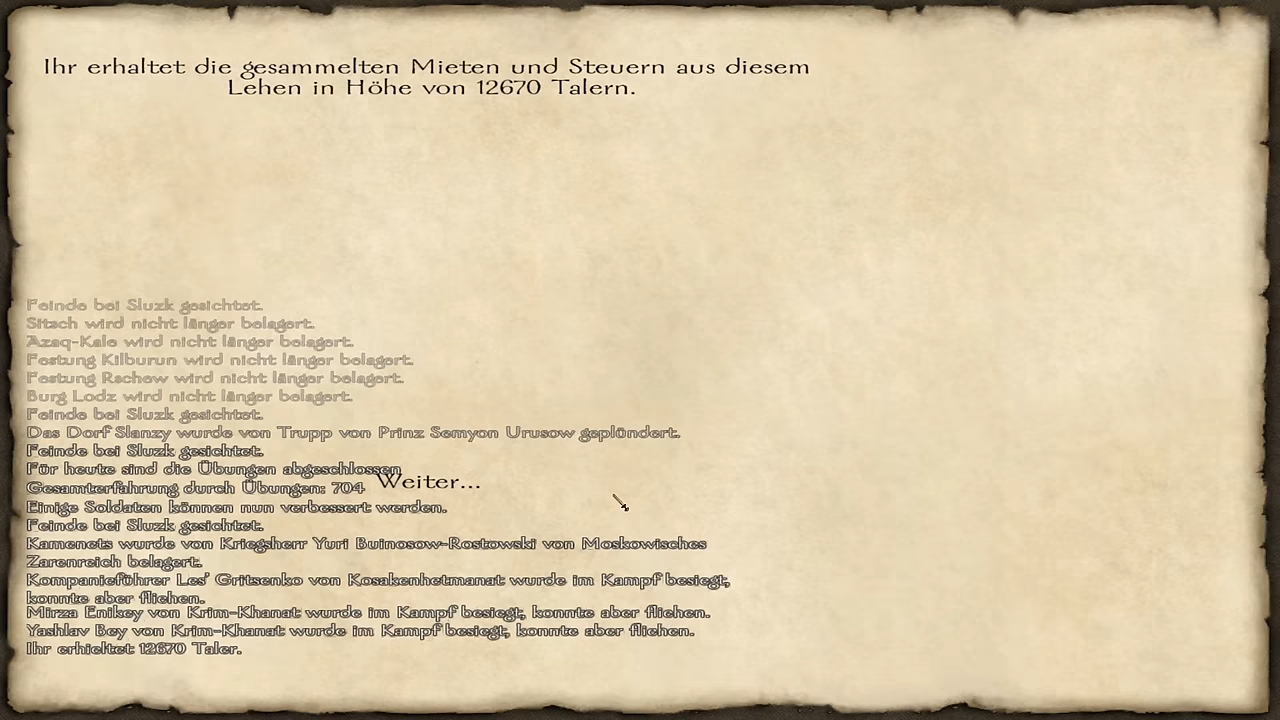 Ihr erhaltet die gesammelten Mieten und Steuern aus diesem
Lehen in Höhe von 12670 Talern.
Feinde bei Sluzk gesichtet.
Sitsch wird nicht länger belagert.
Azaq-Kale wird nicht länger belagert.
Festung Kilburun wird nicht länger belagert.
Festung Rschew wird nicht länger belagert.
Burg Lodz wird nicht länger belagert.
Feinde bei Sluzk gesichtet.
Das Dorf Slanzy wurde von Trupp von Prinz Semyon Urusow geplündert.
Feinde bei Sluzk gesichtet.
Für heute sind die Übungen abgeschlossen
Weiter...
Gesamterfahrung durch Übungen: 704
Einige Soldaten können nun verbessert werden.
Feinde bei Sluzk gesichtet.
Kamenets wurde von Kriegsherr Yuri Buinosow-Rostowski von Moskowisches
Zarenreich belagert.
Kompanieführer Les' Gritsenko von Kosakenhetmanat wurde im Kampf besiegt,
konnte aber fliehen.
Mirza Enikey von Krim-Khanat wurde im Kampf besiegt, konnte aber fliehen.
Yashlav Bey von Krim-Khanat wurde im Kampf besiegt, konnte aber fliehen.
Ihr erhieltet 12670 Taler.